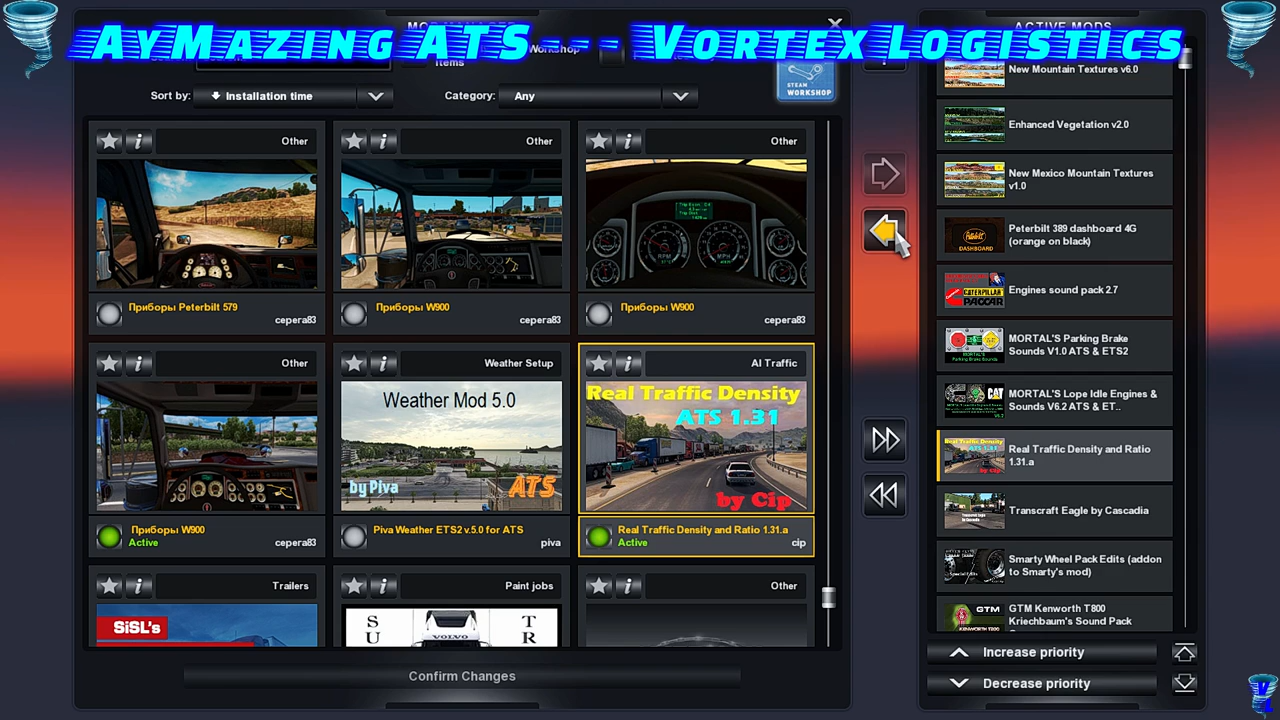 AyMazing ATS--- Vortex Logistics
MOD MANAGER
ACTIVE MODS
Workshop
Items
STEAM
WORKSHOP
Sort by:
Installation time
Category:
Any
Other
Other
Other
Приборы Peterbilt 579
серега83
Приборы W900
серега83
Приборы W900
серега83
Other
Weather Setup
AI Traffic
Weather Mod 5.0
by Piva
ATS
Real Traffic Density
ATS 1.31
by Cip
Приборы W900
Active
серега83
Piva Weather ETS2 v.5.0 for ATS
piva
Real Traffic Density and Ratio 1.31.a
Active
cip
Trailers
Paint jobs
Other
SiSL's
S T
U R
VOLVO
Confirm Changes
New Mountain Textures v6.0
Enhanced Vegetation v2.0
New Mexico Mountain Textures
v1.0
Peterbilt 389 dashboard 4G
(orange on black)
Engines sound pack 2.7
MORTAL'S Parking Brake
Sounds V1.0 ATS & ETS2
MORTAL'S Lope Idle Engines &
Sounds V6.2 ATS & ET..
Real Traffic Density and Ratio
1.31.a
Transcraft Eagle by Cascadia
Smarty Wheel Pack Edits (addon
to Smarty's mod)
GTM Kenworth T800
Kriechbaum's Sound Pack
Increase priority
Decrease priority